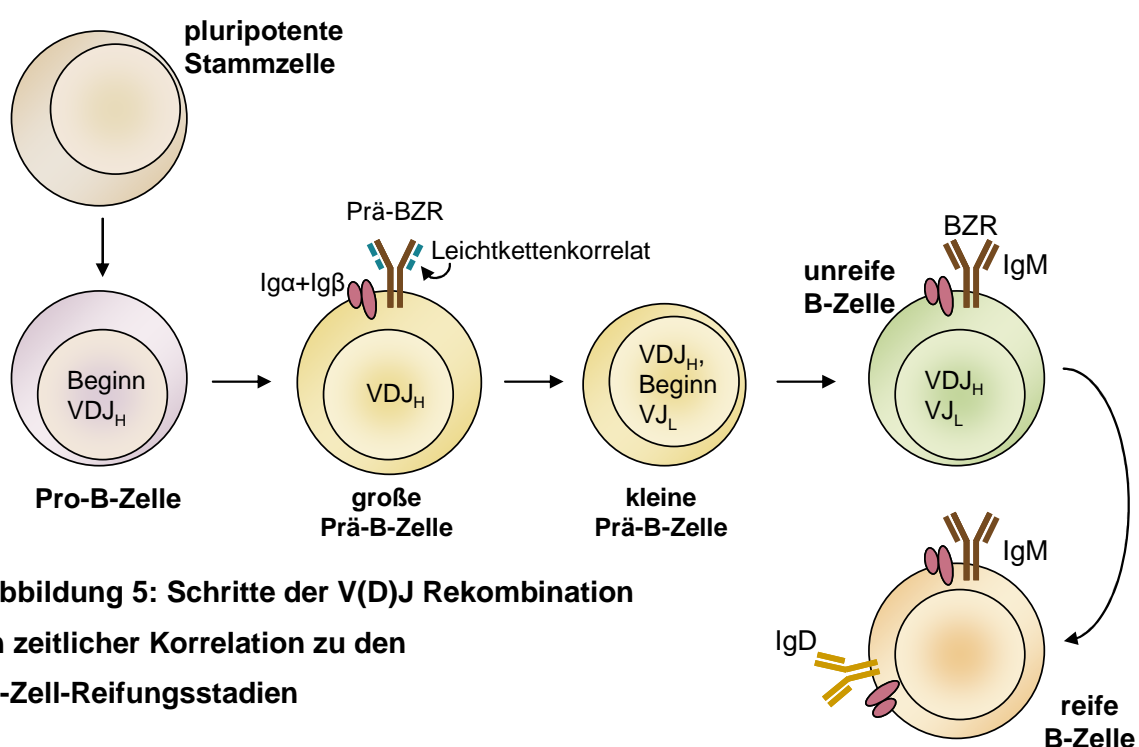 pluripotente
Stammzelle
Prä-BZR
Leichtkettenkorrelat
Igα+Igβ
BZR
IgM
unreife
B-Zelle
Beginn
VDJH
VDJH
VDJH,
Beginn
VJL
VDJH
VJL
Pro-B-Zelle
große
Prä-B-Zelle
kleine
Prä-B-Zelle
IgM
IgD
reife
B-Zelle
bbildung 5: Schritte der V(D)J Rekombination
n zeitlicher Korrelation zu den
-Zell-Reifungsstadien